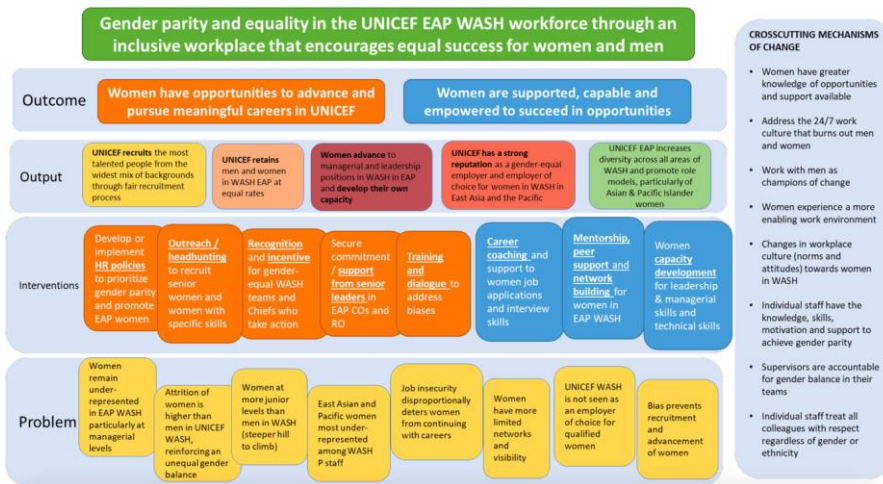 Gender parity and equality in the UNICEF EAP WASH workforce through an
inclusive workplace that encourages equal success for women and men
Outcome
Women have opportunities to advance and
pursue meaningful careers in UNICEF
Women are supported, capable and
empowered to succeed in opportunities
Output
UNICEF recruits the most
talented people from the
widest mix of backgrounds
through fair recruitment
process
UNICEF retains
men and women
in WASH EAP at
equal rates
Women advance to
managerial and leadership
positions in WASH in EAP and
develop their own
capacity
UNICEF has a strong
reputation as a gender-equal
employer and employer of
choice for women in WASH in
East Asia and the Pacific
UNICEF EAP increases
diversity across all areas of
WASH and promote role
models, particularly of
Asian & Pacific Islander
women
Interventions
Develop or
implement
HR policies
to prioritize
gender parity
and promote
EAP women
Outreach /
headhunting
to recruit
senior
women and
women with
specific skills
Recognition
and incentive
for gender-
equal WASH
teams and
Chiefs who
take action
Secure
commitment
/ support
from senior
leaders in
EAP COs and
RO
Training
and
dialogue to
address
biases
Career
coaching and
support to
women job
applications
and interview
skills
Mentorship,
peer
support and
network
building for
women in
EAP WASH
Women
capacity
development
for leadership
& managerial
skills and
technical skills
Problem
Women
remain
under-
represented
in EAP WASH
particularly at
managerial
levels
Attrition of
women is
higher than
men in UNICEF
WASH,
reinforcing an
unequal gender
balance
Women at
more junior
levels than
men in WASH
(steeper hill
to climb)
East Asian and
Pacific women
most under-
represented
among WASH
P staff
Job insecurity
disproportionally
deters women
from continuing
with careers
Women
have more
limited
networks
and
visibility
UNICEF WASH
is not seen as
an employer
of choice for
qualified
women
Bias prevents
recruitment
and
advancement
of women
CROSSCUTTING MECHANISMS
OF CHANGE
• Women have greater
knowledge of opportunities
and support available
• Address the 24/7 work
culture that burns out men
and women
• Work with men as
champions of change
• Women experience a more
enabling work environment
• Changes in workplace
culture (norms and
attitudes) towards women
in WASH
• Individual staff have the
knowledge, skills,
motivation and support to
achieve gender parity
• Supervisors are accountable
for gender balance in their
teams
• Individual staff treat all
colleagues with respect
regardless of gender or
ethnicity